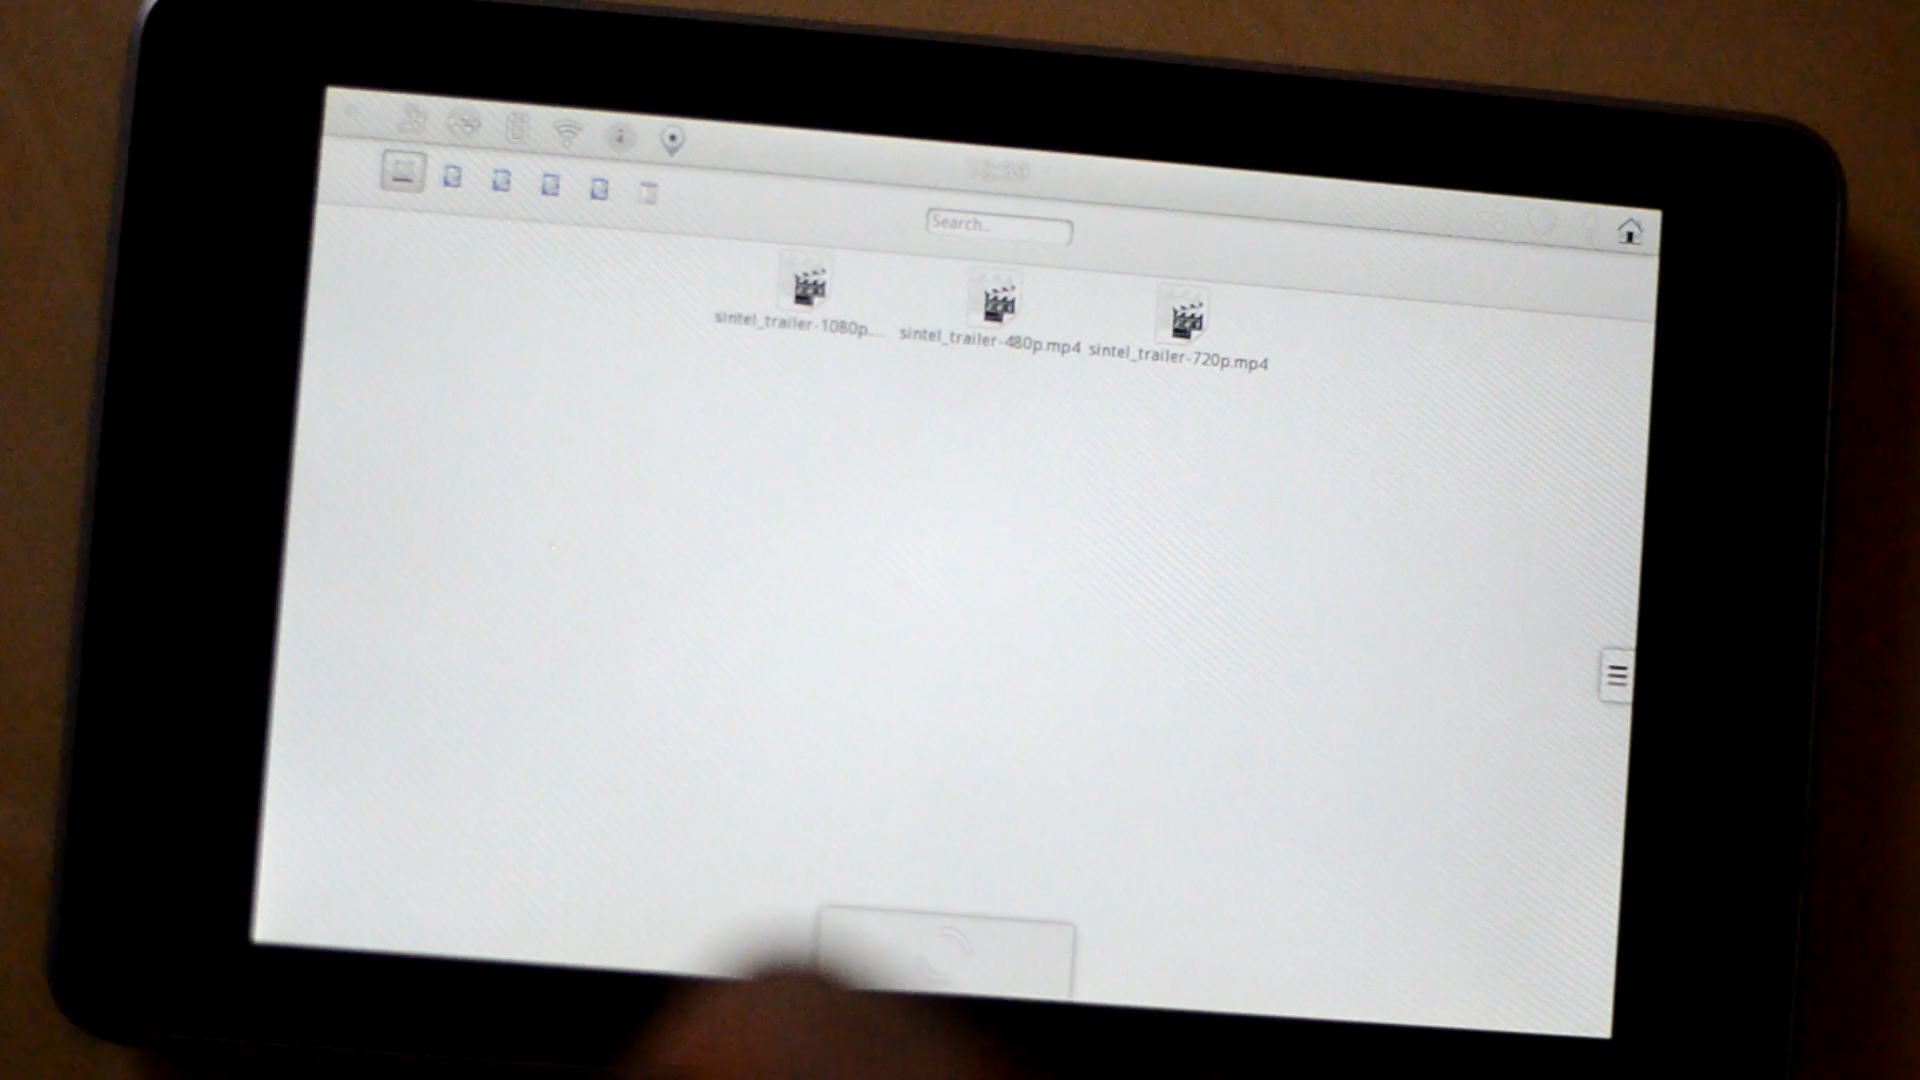 Search..
sintel_trailer-1080p....
sintel_trailer-480p.mp4
sintel_trailer-720p.mp4